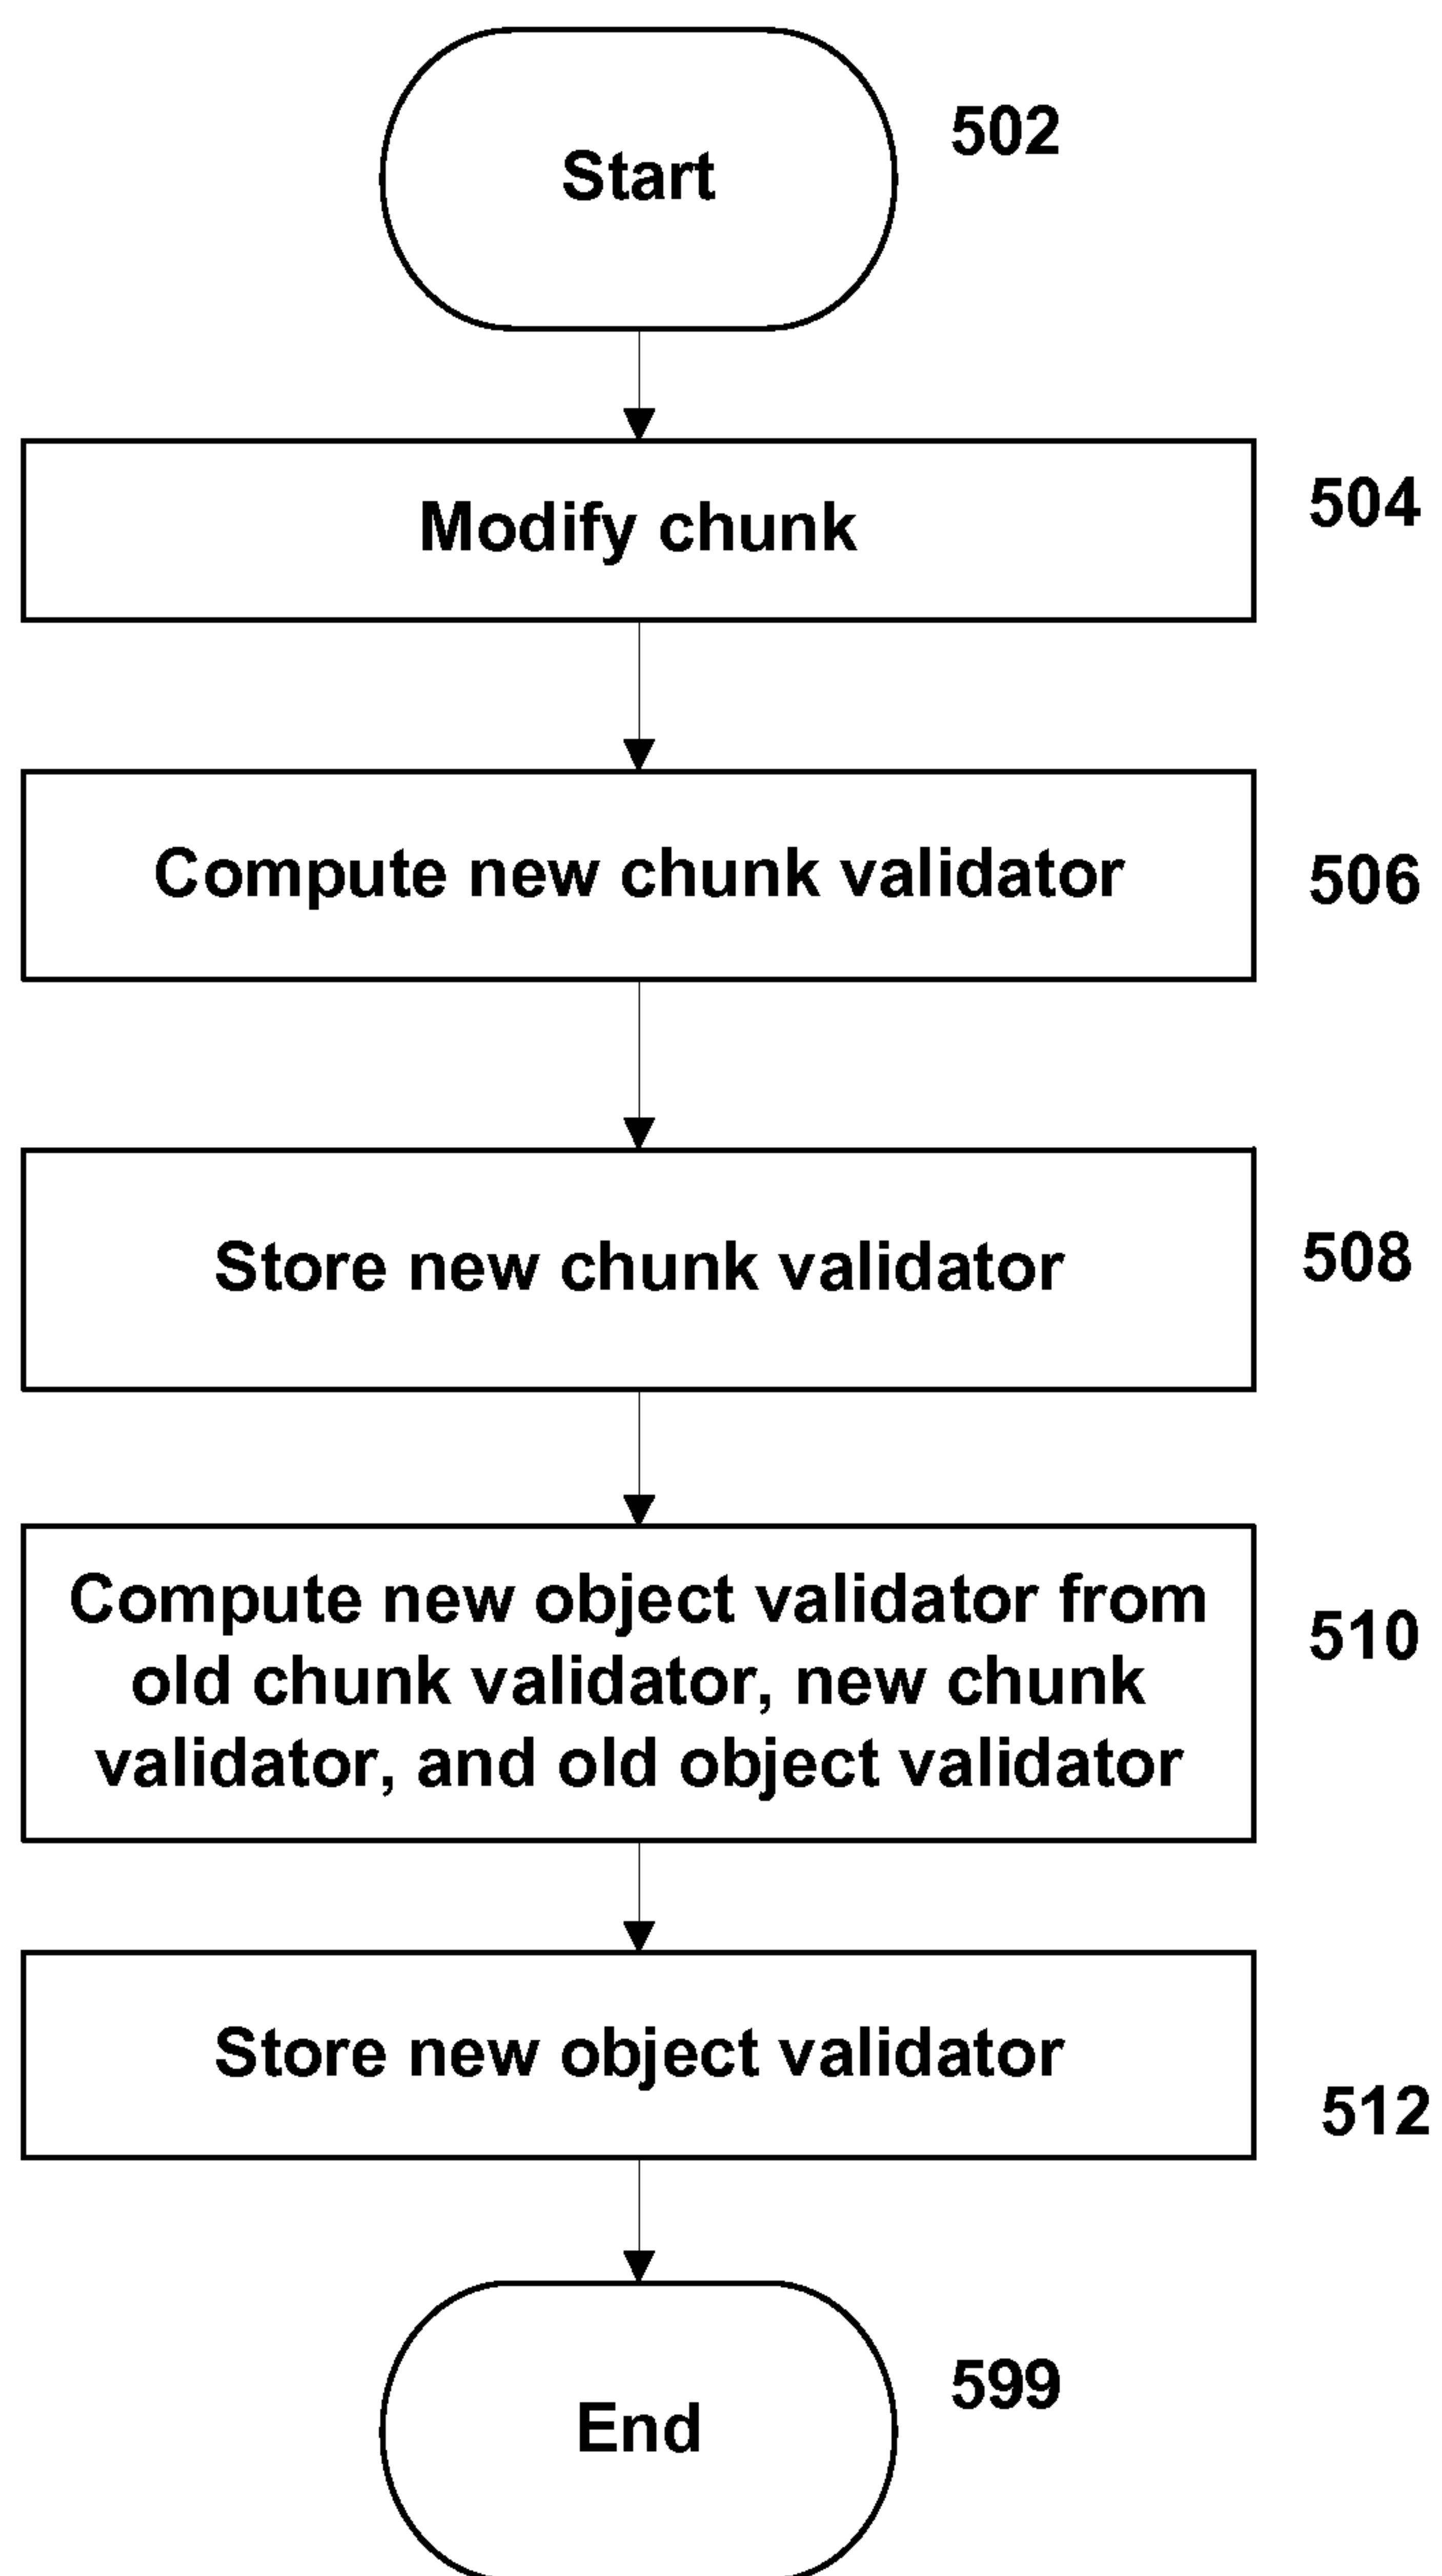 Start
502
Modify chunk
504
Compute new chunk validator
506
Store new chunk validator
508
Compute new object validator from
old chunk validator, new chunk
validator, and old object validator
510
Store new object validator
512
End
599